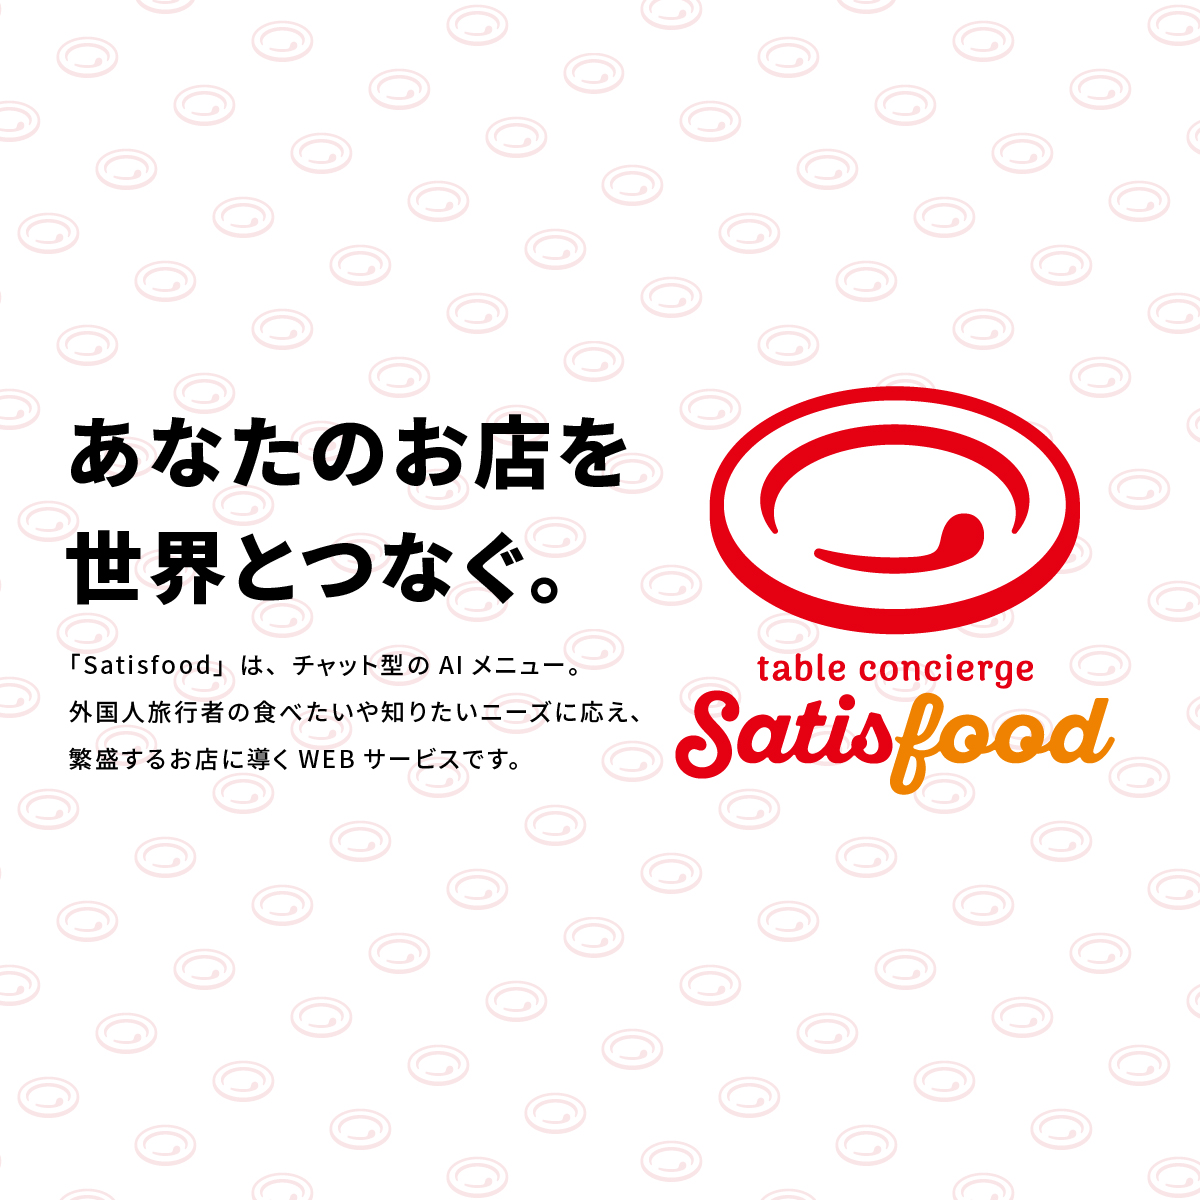 あなたのお店を
世界とつなぐ。
「Satisfood」は、チャット型の AI メニュー。
外国人旅行者の食べたいや知りたいニーズに応え、
繁盛するお店に導く WEB サービスです。
table concierge
Satisfood